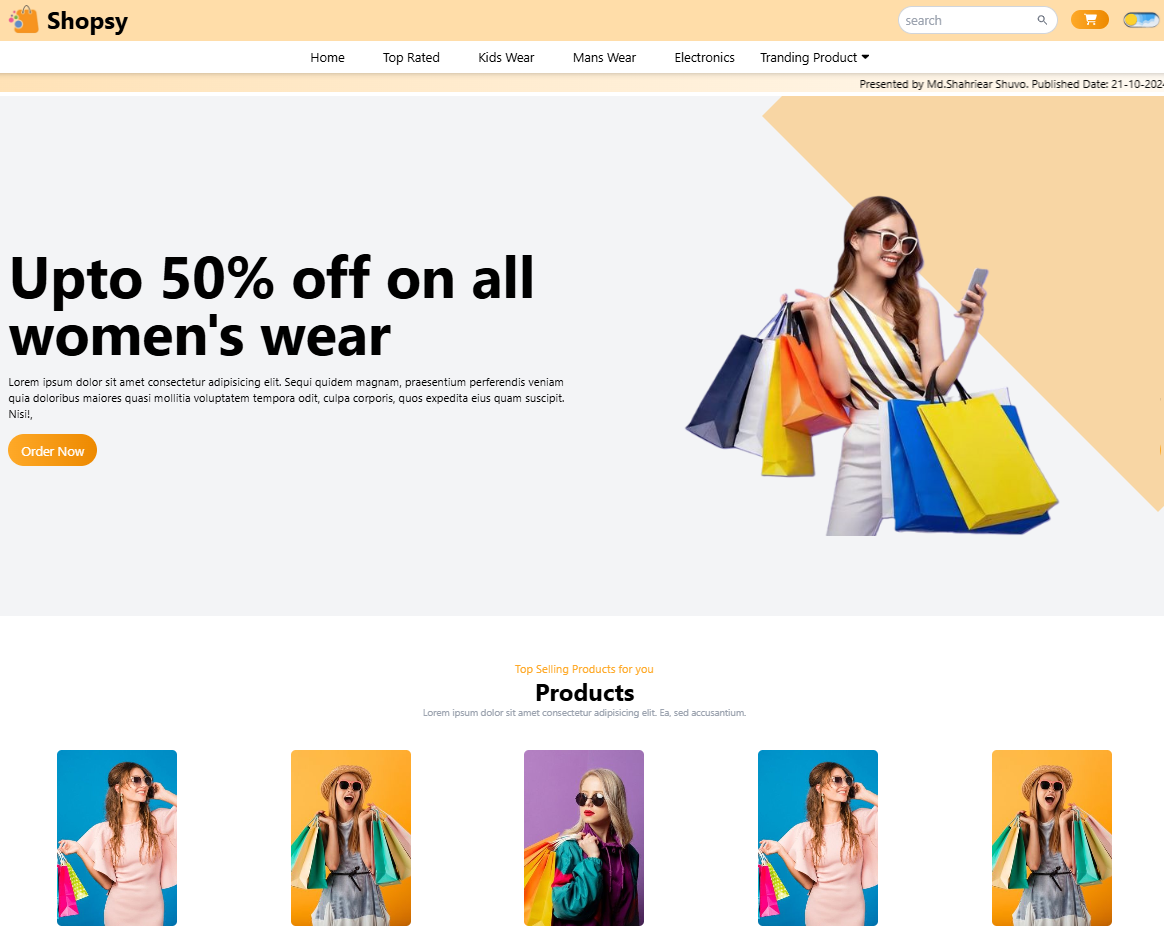 Shopsy
search
Home Top Rated Kids Wear Mans Wear Electronics Tranding Product
Presented by Md.Shahriear Shuvo. Published Date: 21-10-2024
Upto 50% off on all
women's wear
Lorem ipsum dolor sit amet consectetur adipisicing elit. Sequi quidem magnam, praesentium perferendis veniam
quia doloribus maiores quasi mollitia voluptatem tempora odit, culpa corporis, quos expedita eius quam suscipit.
Nisi!,
Order Now
Top Selling Products for you
Products
Lorem ipsum dolor sit amet consectetur adipisicing elit. Ea, sed accusantium.